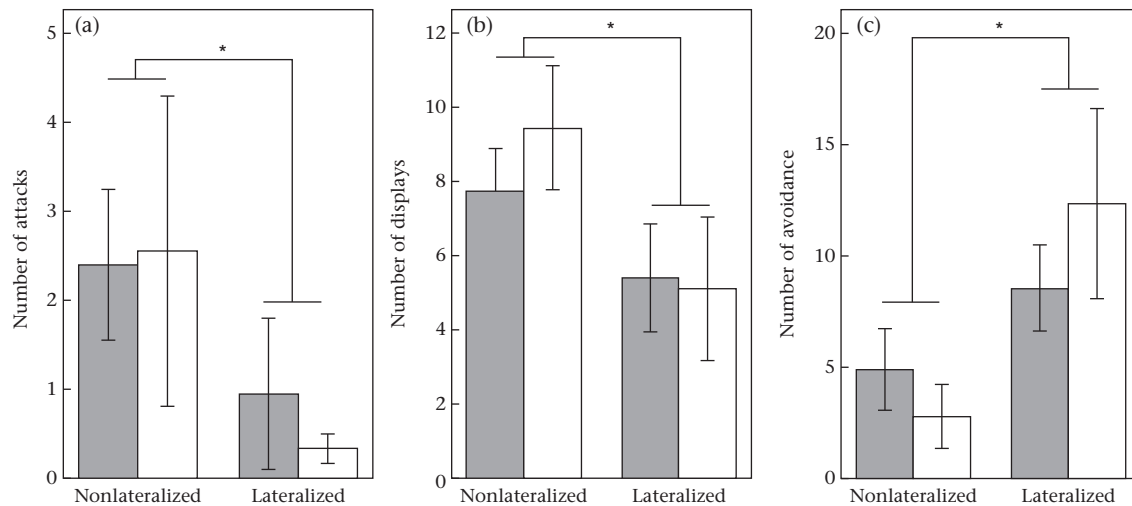 (a)
*
5
4
3
2
1
0
Number of attacks
Nonlateralized Lateralized
(b)
*
12
10
8
6
4
2
0
Number of displays
Nonlateralized Lateralized
(c)
*
20
15
10
5
0
Number of avoidance
Nonlateralized Lateralized